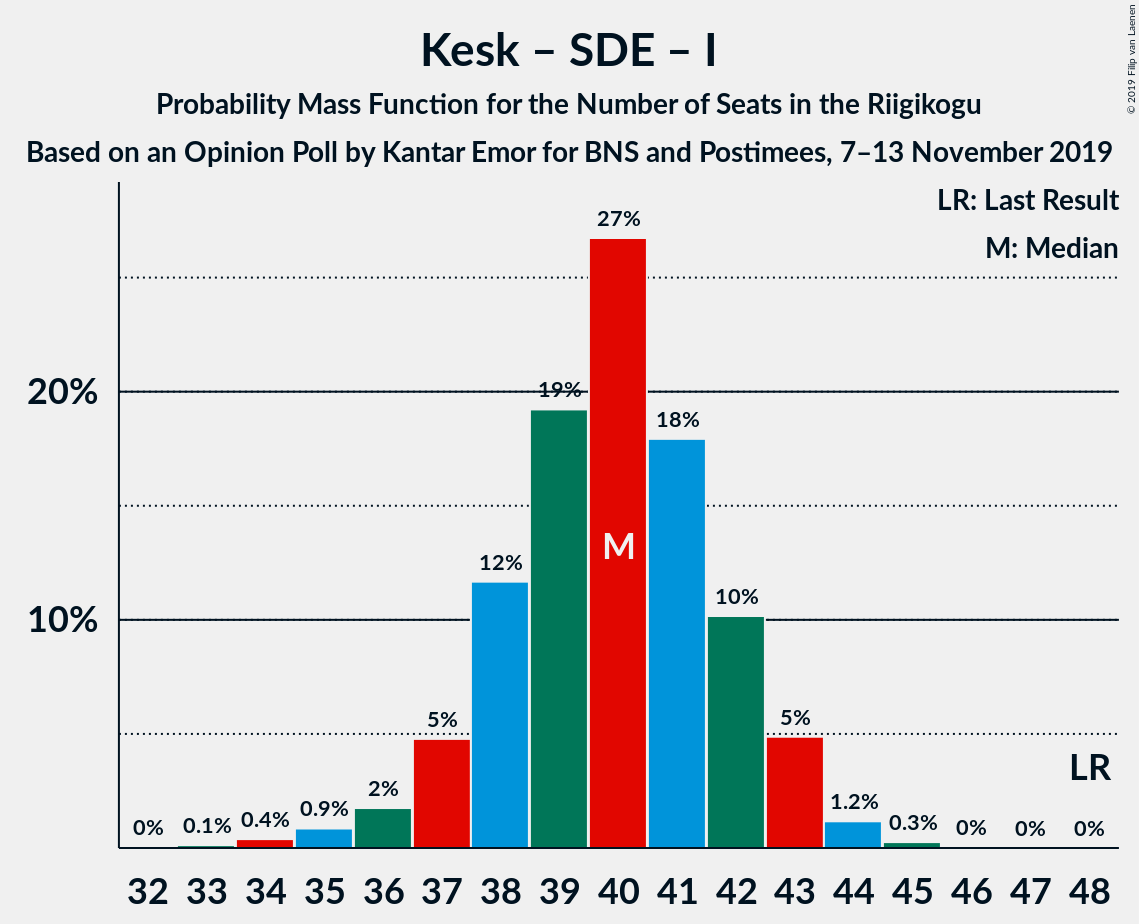 Kesk – SDE – I
Probability Mass Function for the Number of Seats in the Riigikogu
Based on an Opinion Poll by Kantar Emor for BNS and Postimees, 7–13 November 2019
© 2019 Filip van Laenen
LR: Last Result
M: Median
27%
20%
19%
18%
M
12%
10%
10%
5%
5%
LR
2%
1.2%
0.9%
0.4%
0.3%
0.1%
0%
0%
0%
0%
32 33 34 35 36 37 38 39 40 41 42 43 44 45 46 47 48